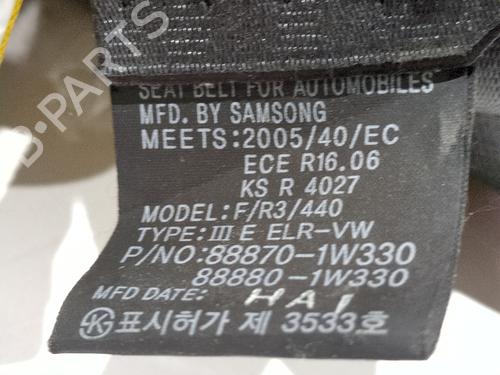 SEAT BELT FOR AUTOMOBILES
MFD. BY SAMSONG
MEETS:2005/40/EC
ECE R16.06
KS R 4027
MODEL:F/R3/440
TYPE:Ⅲ E ELR-VW
P/NO:88870-1W330
88880-1W330
MFD DATE: HA1
표시허가 제 3533호
B-PARTS